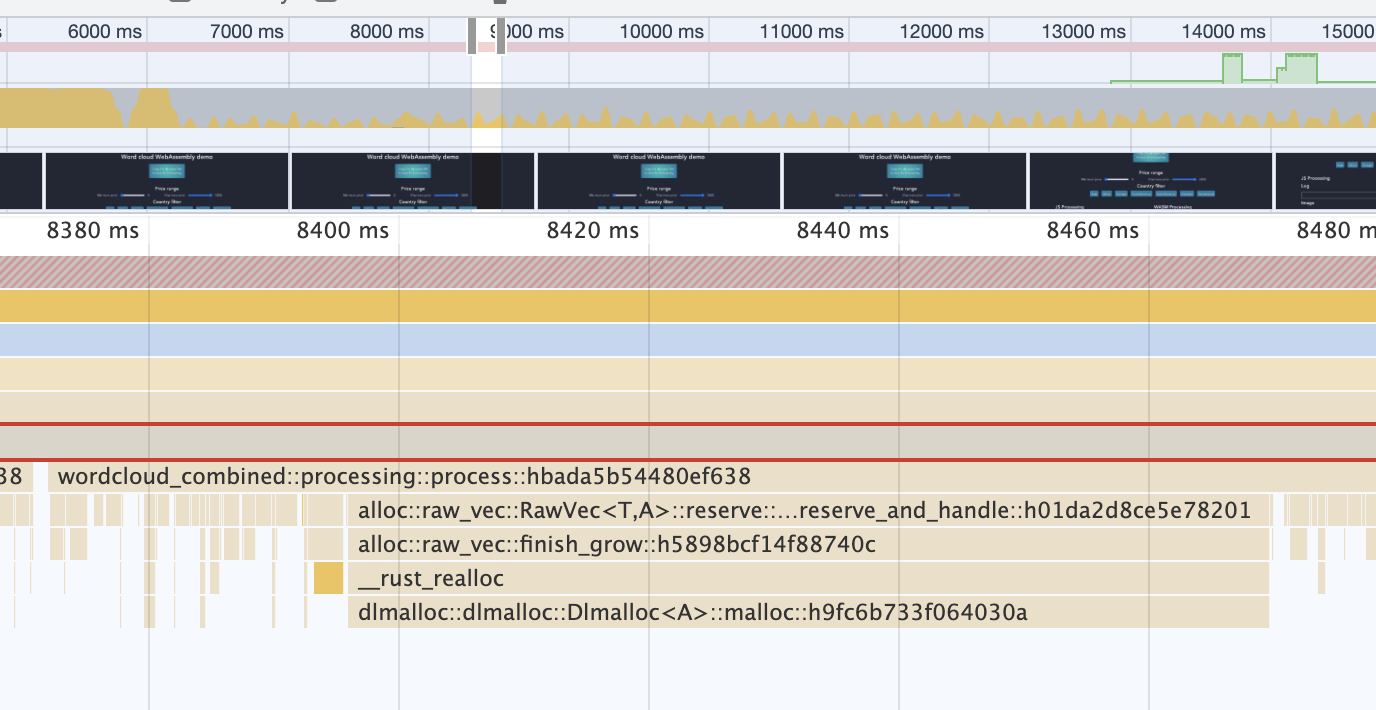 6000 ms 7000 ms 8000 ms 9000 ms 10000 ms 11000 ms 12000 ms 13000 ms 14000 ms 15000
Word cloud WebAssembly demo Word cloud WebAssembly demo Word cloud WebAssembly demo Word cloud WebAssembly demo
Price range Price range Price range Price range Price range JS Processing
Country filter Country filter Country filter Country filter Country filter Log
JS Processing WASM Processing Image
8380 ms 8400 ms 8420 ms 8440 ms 8460 ms 8480 m
38 wordcloud_combined::processing::process::hbada5b54480ef638
alloc::raw_vec::RawVec<T,A>::reserve::...reserve_and_handle::h01da2d8ce5e78201
alloc::raw_vec::finish_grow::h5898bcf14f88740c
__rust_realloc
dlmalloc::dlmalloc::Dlmalloc<A>::malloc::h9fc6b733f064030a